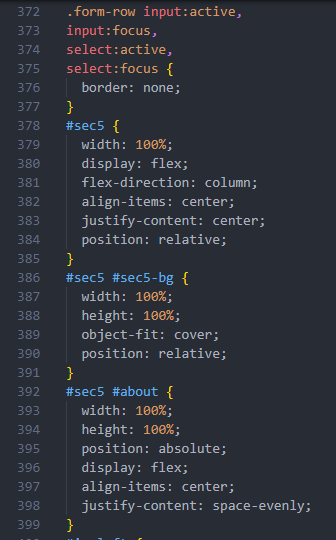 372 .form-row input:active,
373 input:focus,
374 select:active,
375 select:focus {
376   border: none;
377 }
378 #sec5 {
379   width: 100%;
380   display: flex;
381   flex-direction: column;
382   align-items: center;
383   justify-content: center;
384   position: relative;
385 }
386 #sec5 #sec5-bg {
387   width: 100%;
388   height: 100%;
389   object-fit: cover;
390   position: relative;
391 }
392 #sec5 #about {
393   width: 100%;
394   height: 100%;
395   position: absolute;
396   display: flex;
397   align-items: center;
398   justify-content: space-evenly;
399 }